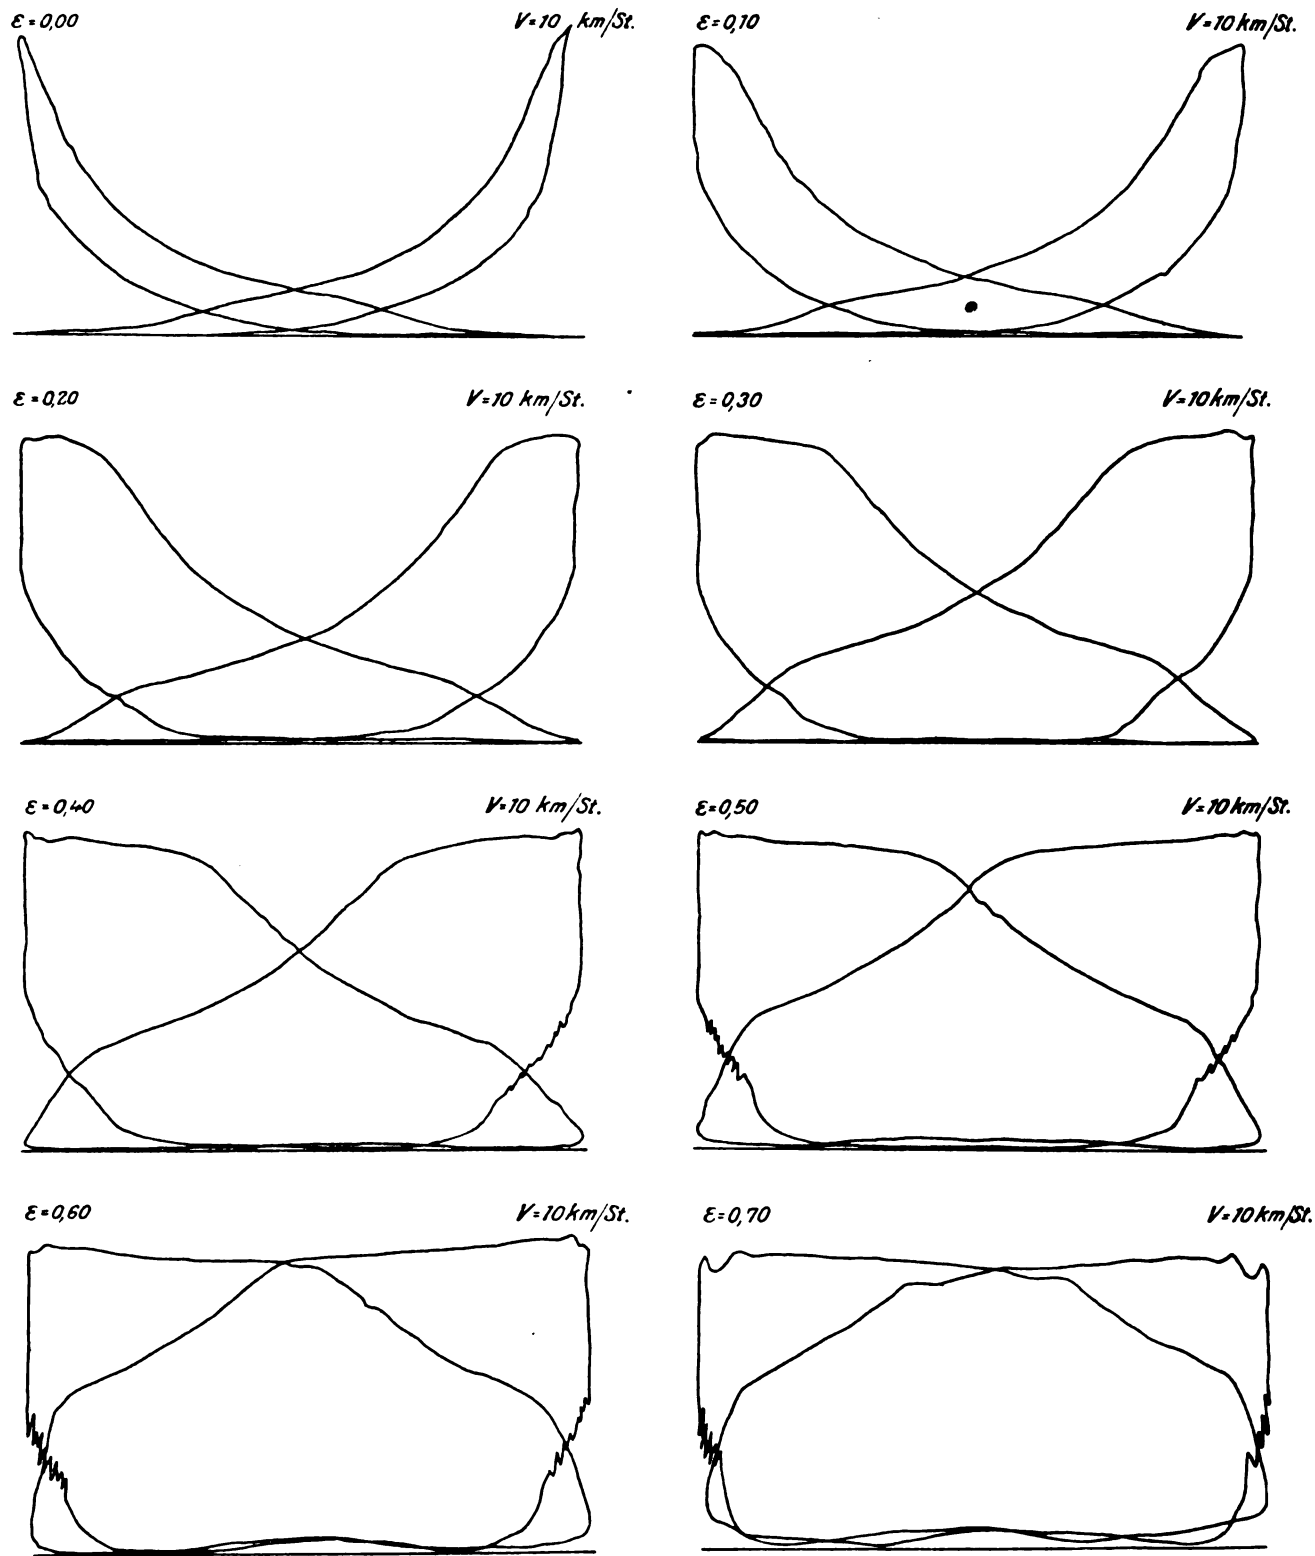 ε=0,00 V=10 km/St.
ε=0,10 V=10 km/St.
ε=0,20 V=10 km/St.
ε=0,30 V=10 km/St.
ε=0,40 V=10 km/St.
ε=0,50 V=10 km/St.
ε=0,60 V=10 km/St.
ε=0,70 V=10 km/St.